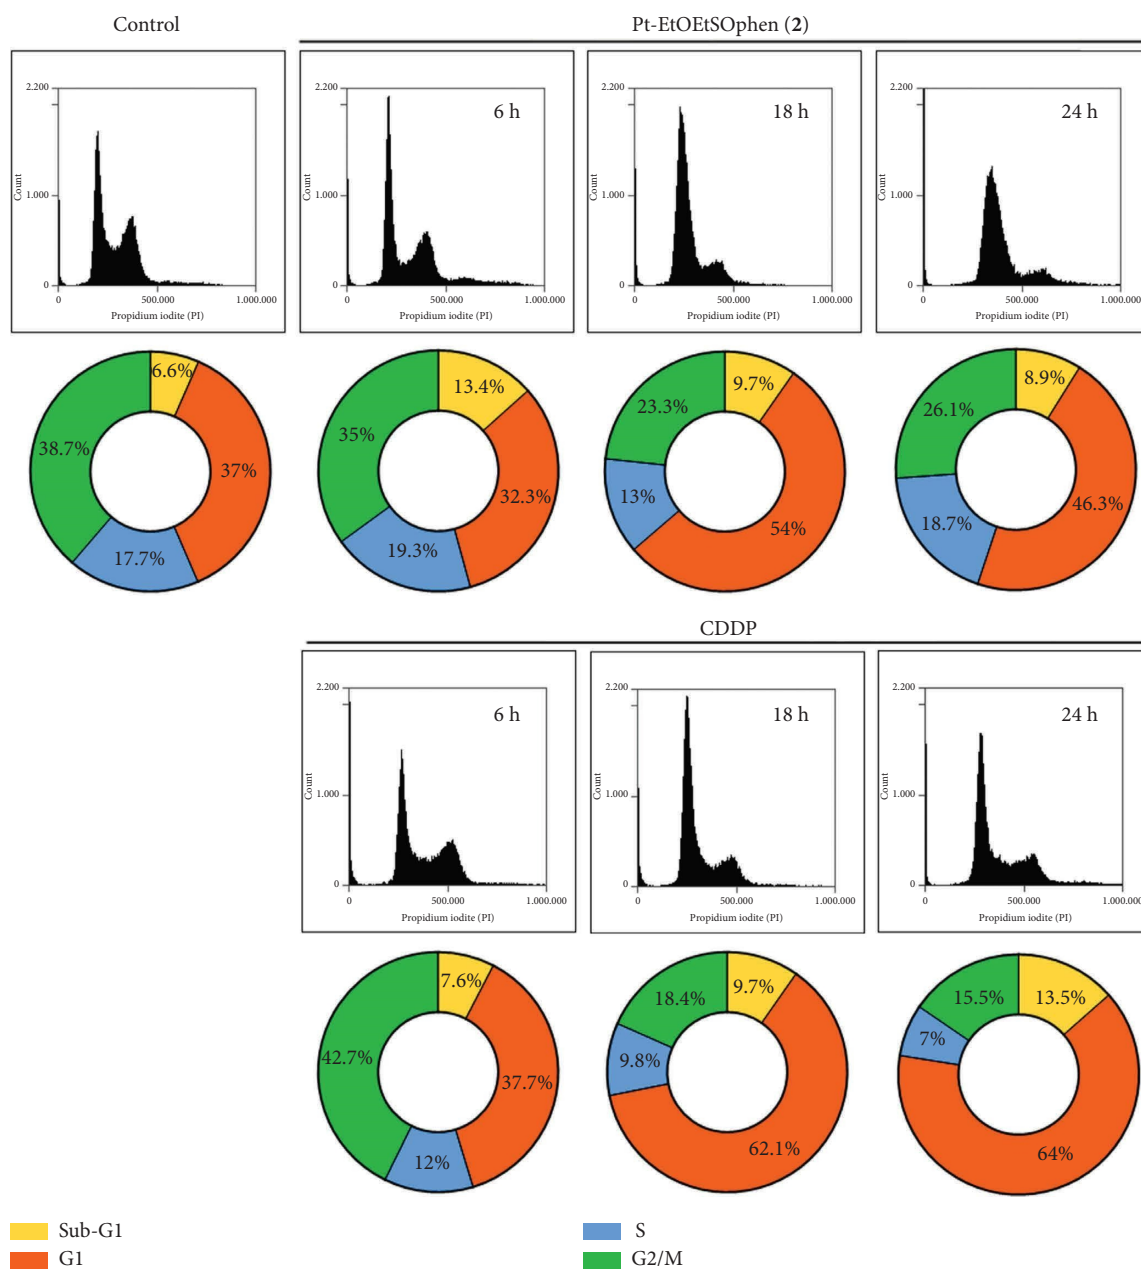 Control
Pt-EtOEtSOphen (2)
2.200
1.000
0
Count
0 500.000 1.000.000
Propidium iodite (PI)
6 h
2.200
1.000
0
Count
0 500.000 1.000.000
Propidium iodite (PI)
18 h
2.200
1.000
0
Count
0 500.000 1.000.000
Propidium iodite (PI)
24 h
2.200
1.000
0
Count
0 500.000 1.000.000
Propidium iodite (PI)
6.6%
37%
17.7%
38.7%
13.4%
32.3%
19.3%
35%
9.7%
54%
13%
23.3%
8.9%
46.3%
18.7%
26.1%
CDDP
6 h
2.200
1.000
0
Count
0 500.000 1.000.000
Propidium iodite (PI)
18 h
2.200
1.000
0
Count
0 500.000 1.000.000
Propidium iodite (PI)
24 h
2.200
1.000
0
Count
0 500.000 1.000.000
Propidium iodite (PI)
7.6%
37.7%
12%
42.7%
9.7%
62.1%
9.8%
18.4%
13.5%
64%
7%
15.5%
Sub-G1
G1
S
G2/M